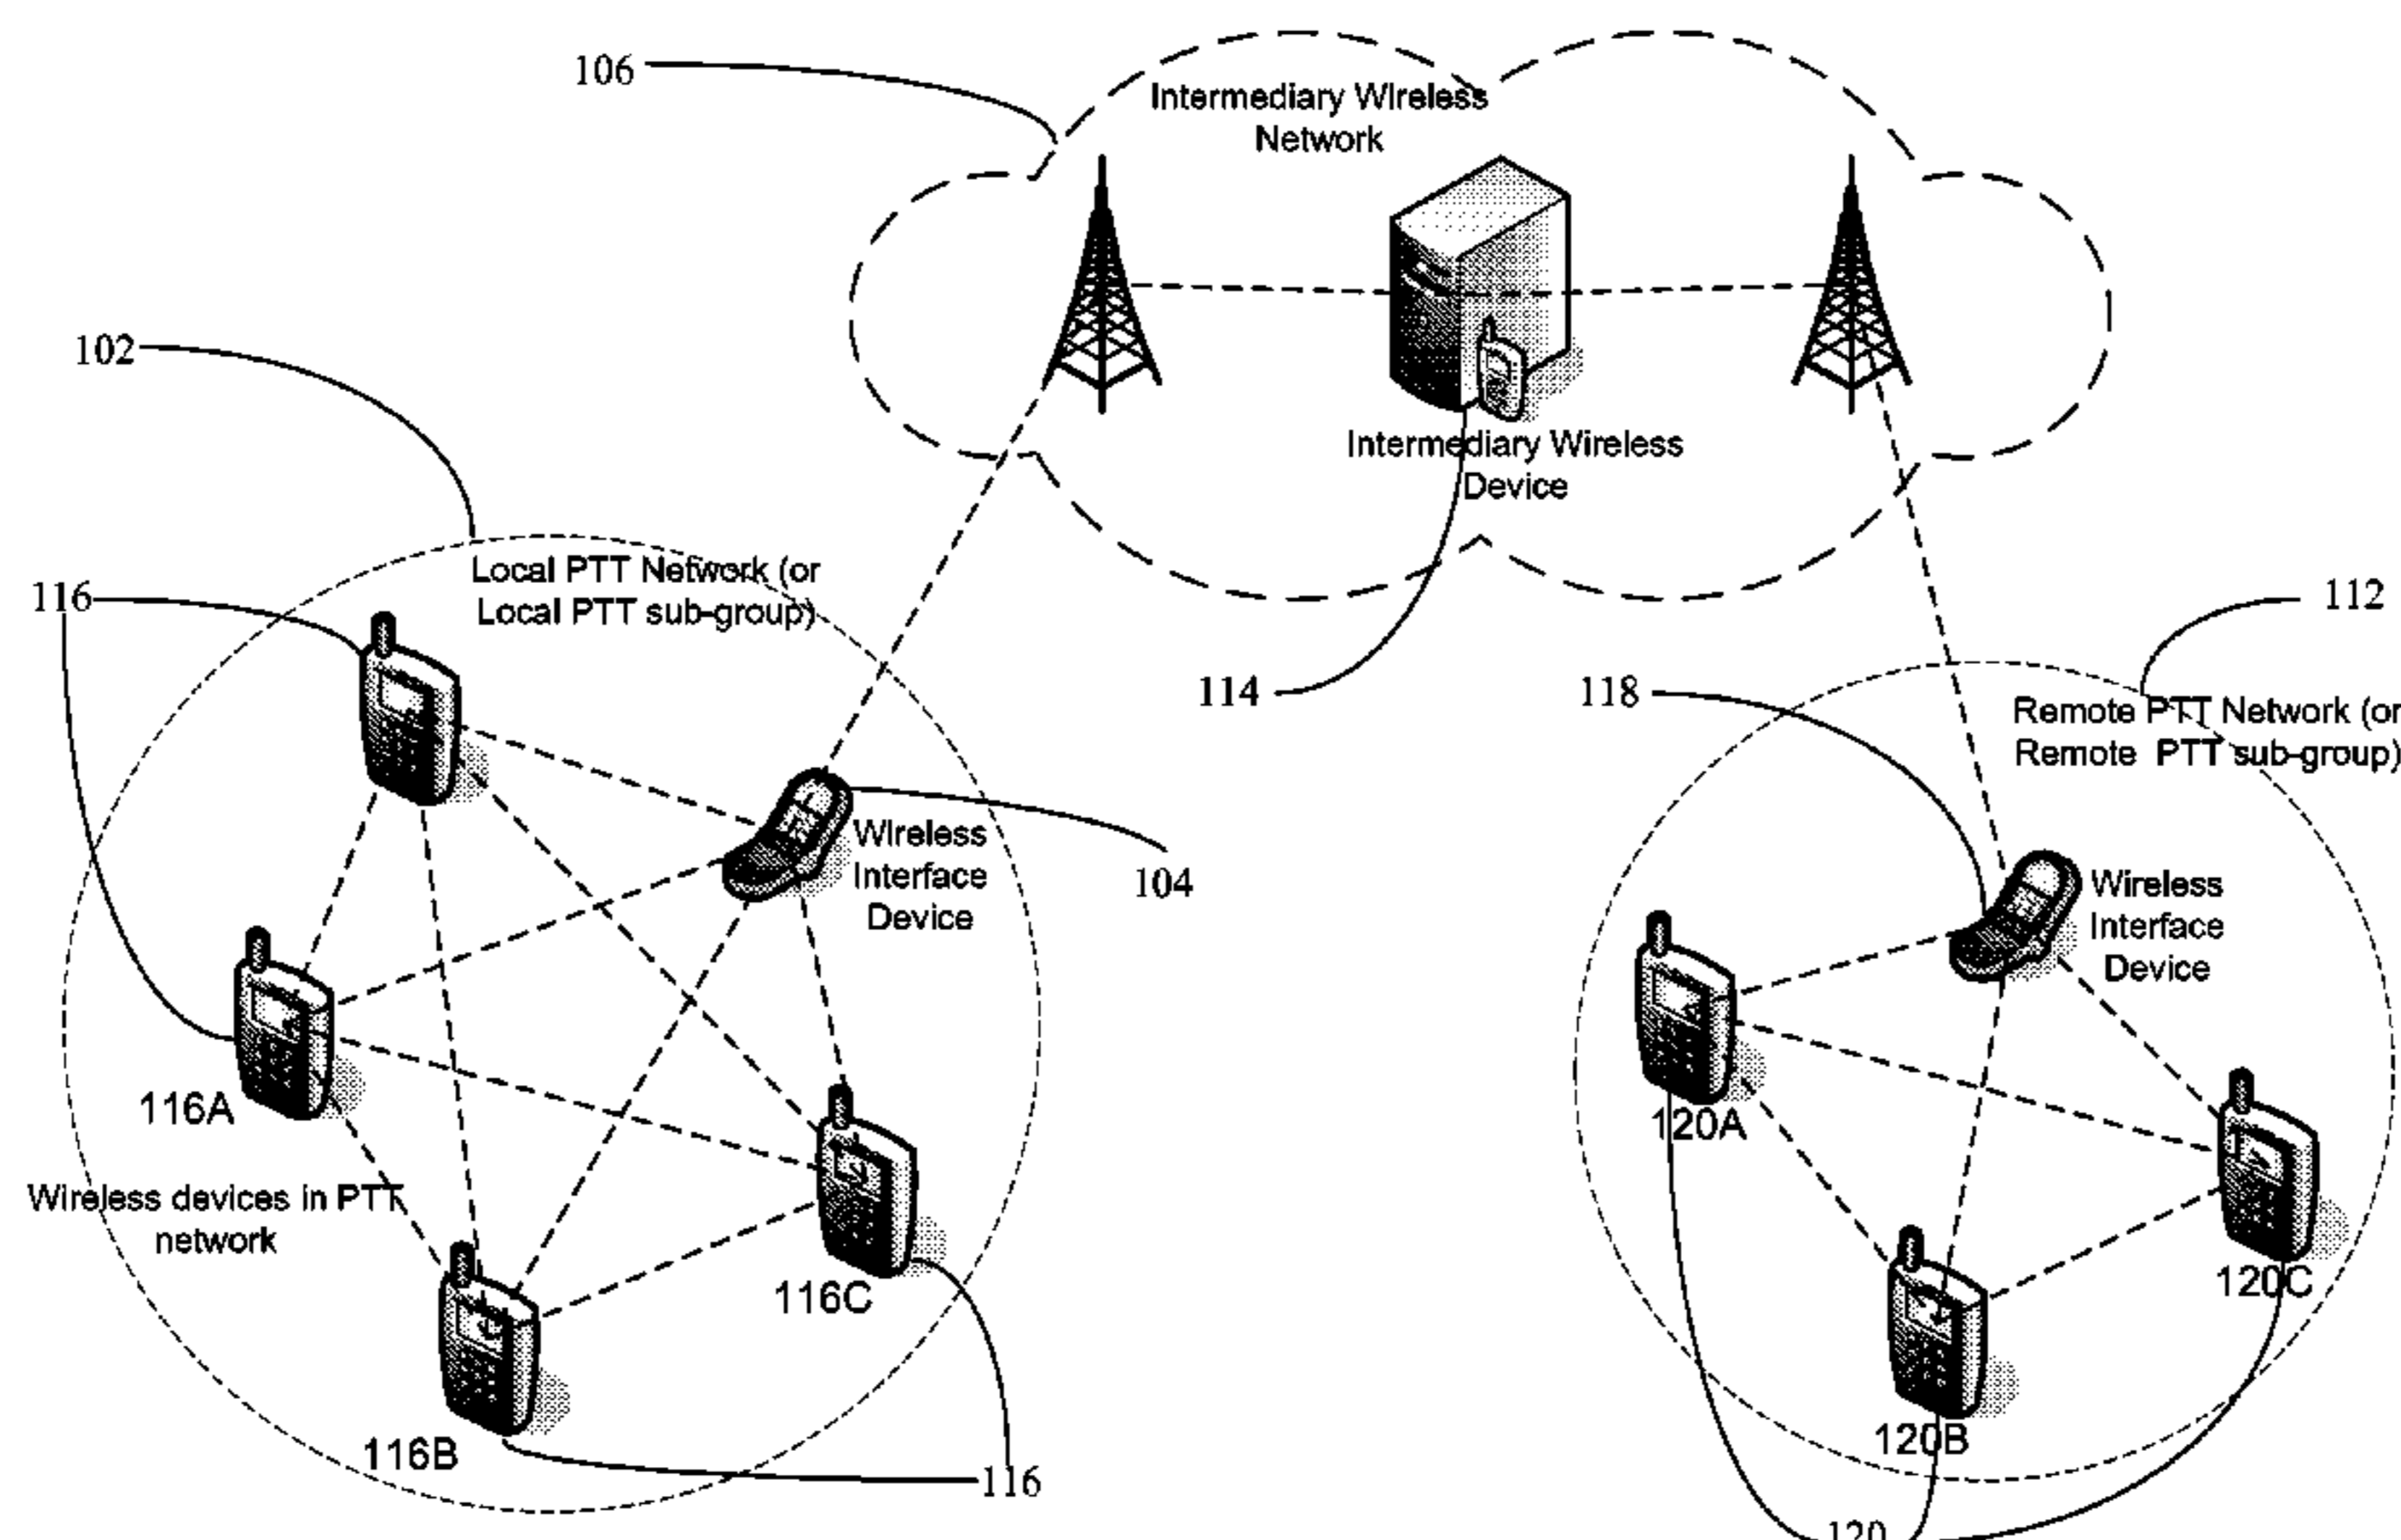 106
Intermediary Wireless
Network
102
Intermediary Wireless
Device
Local PTT Network (or
Local PTT sub-group)
116
112
114
118
Remote PTT Network (or
Remote PTT sub-group)
Wireless
Interface
Device
104
Wireless
Interface
Device
116A
120A
Wireless devices in PTT
network
116C
120C
116B
120B
116
120